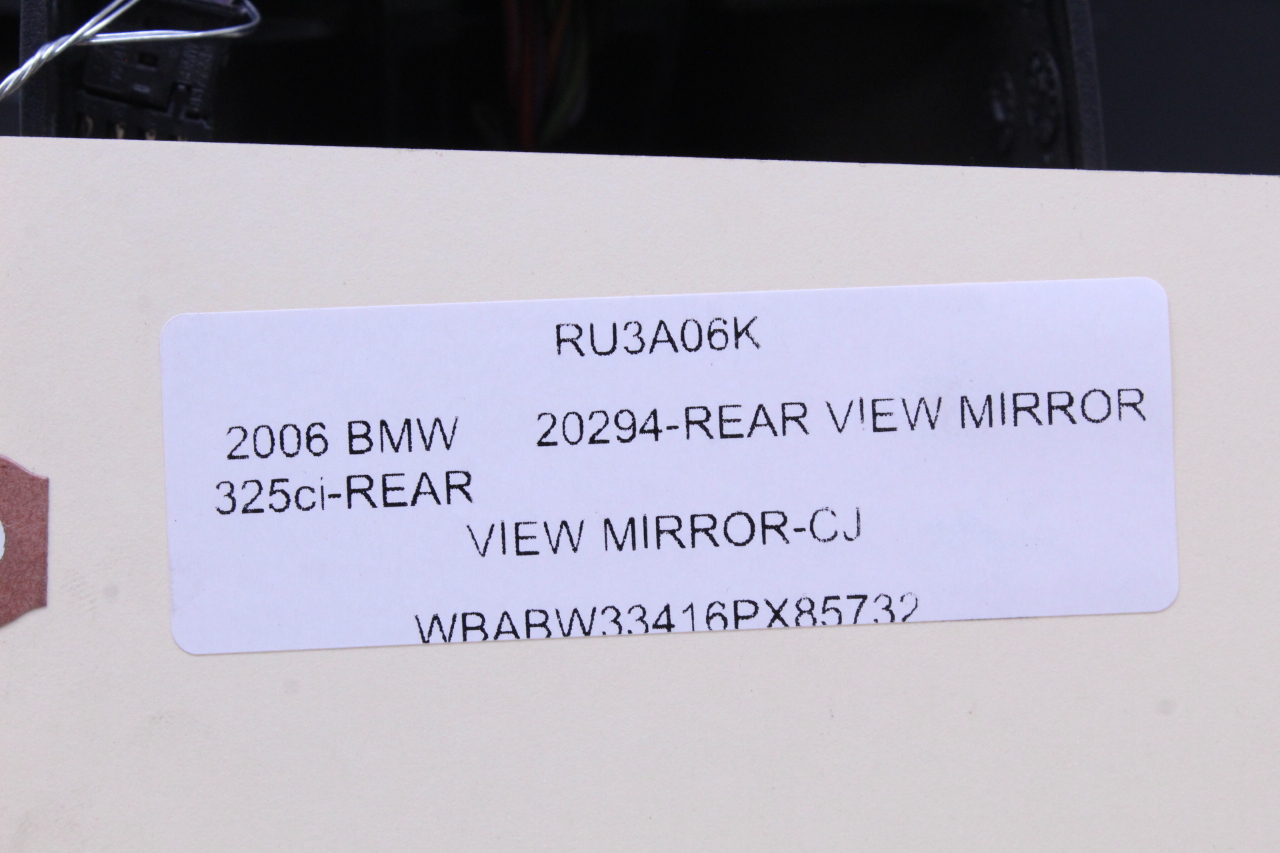 RU3A06K
2006 BMW 20294-REAR VIEW MIRROR
325ci-REAR
VIEW MIRROR-CJ
WBABW33416PX85732